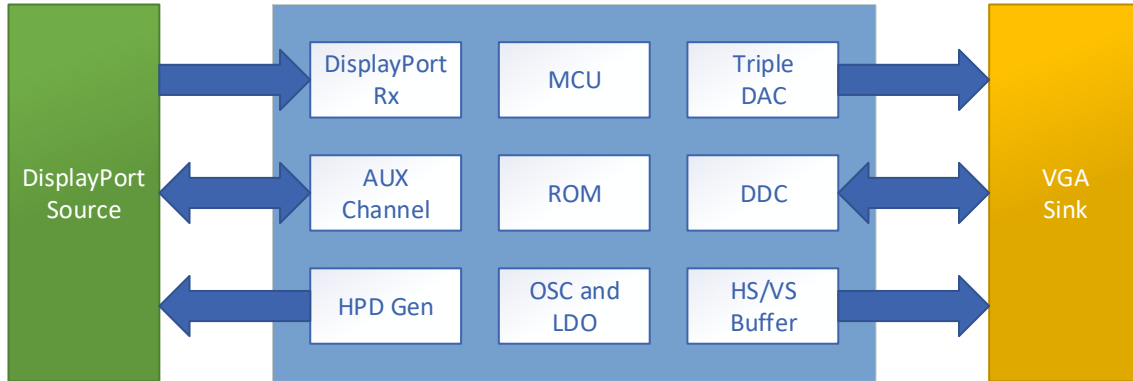 DisplayPort
Source
DisplayPort
Rx
MCU
Triple
DAC
AUX
Channel
ROM
DDC
HPD Gen
OSC and
LDO
HS/VS
Buffer
VGA
Sink